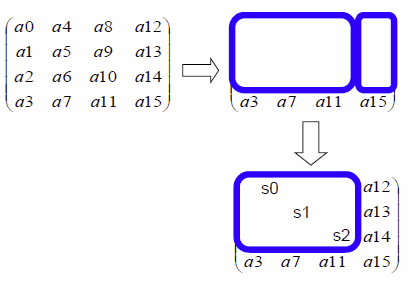 a0 a4 a8 a12
a1 a5 a9 a13
a2 a6 a10 a14
a3 a7 a11 a15
a3 a7 a11 a15
s0 a12
s1 a13
s2 a14
a3 a7 a11 a15